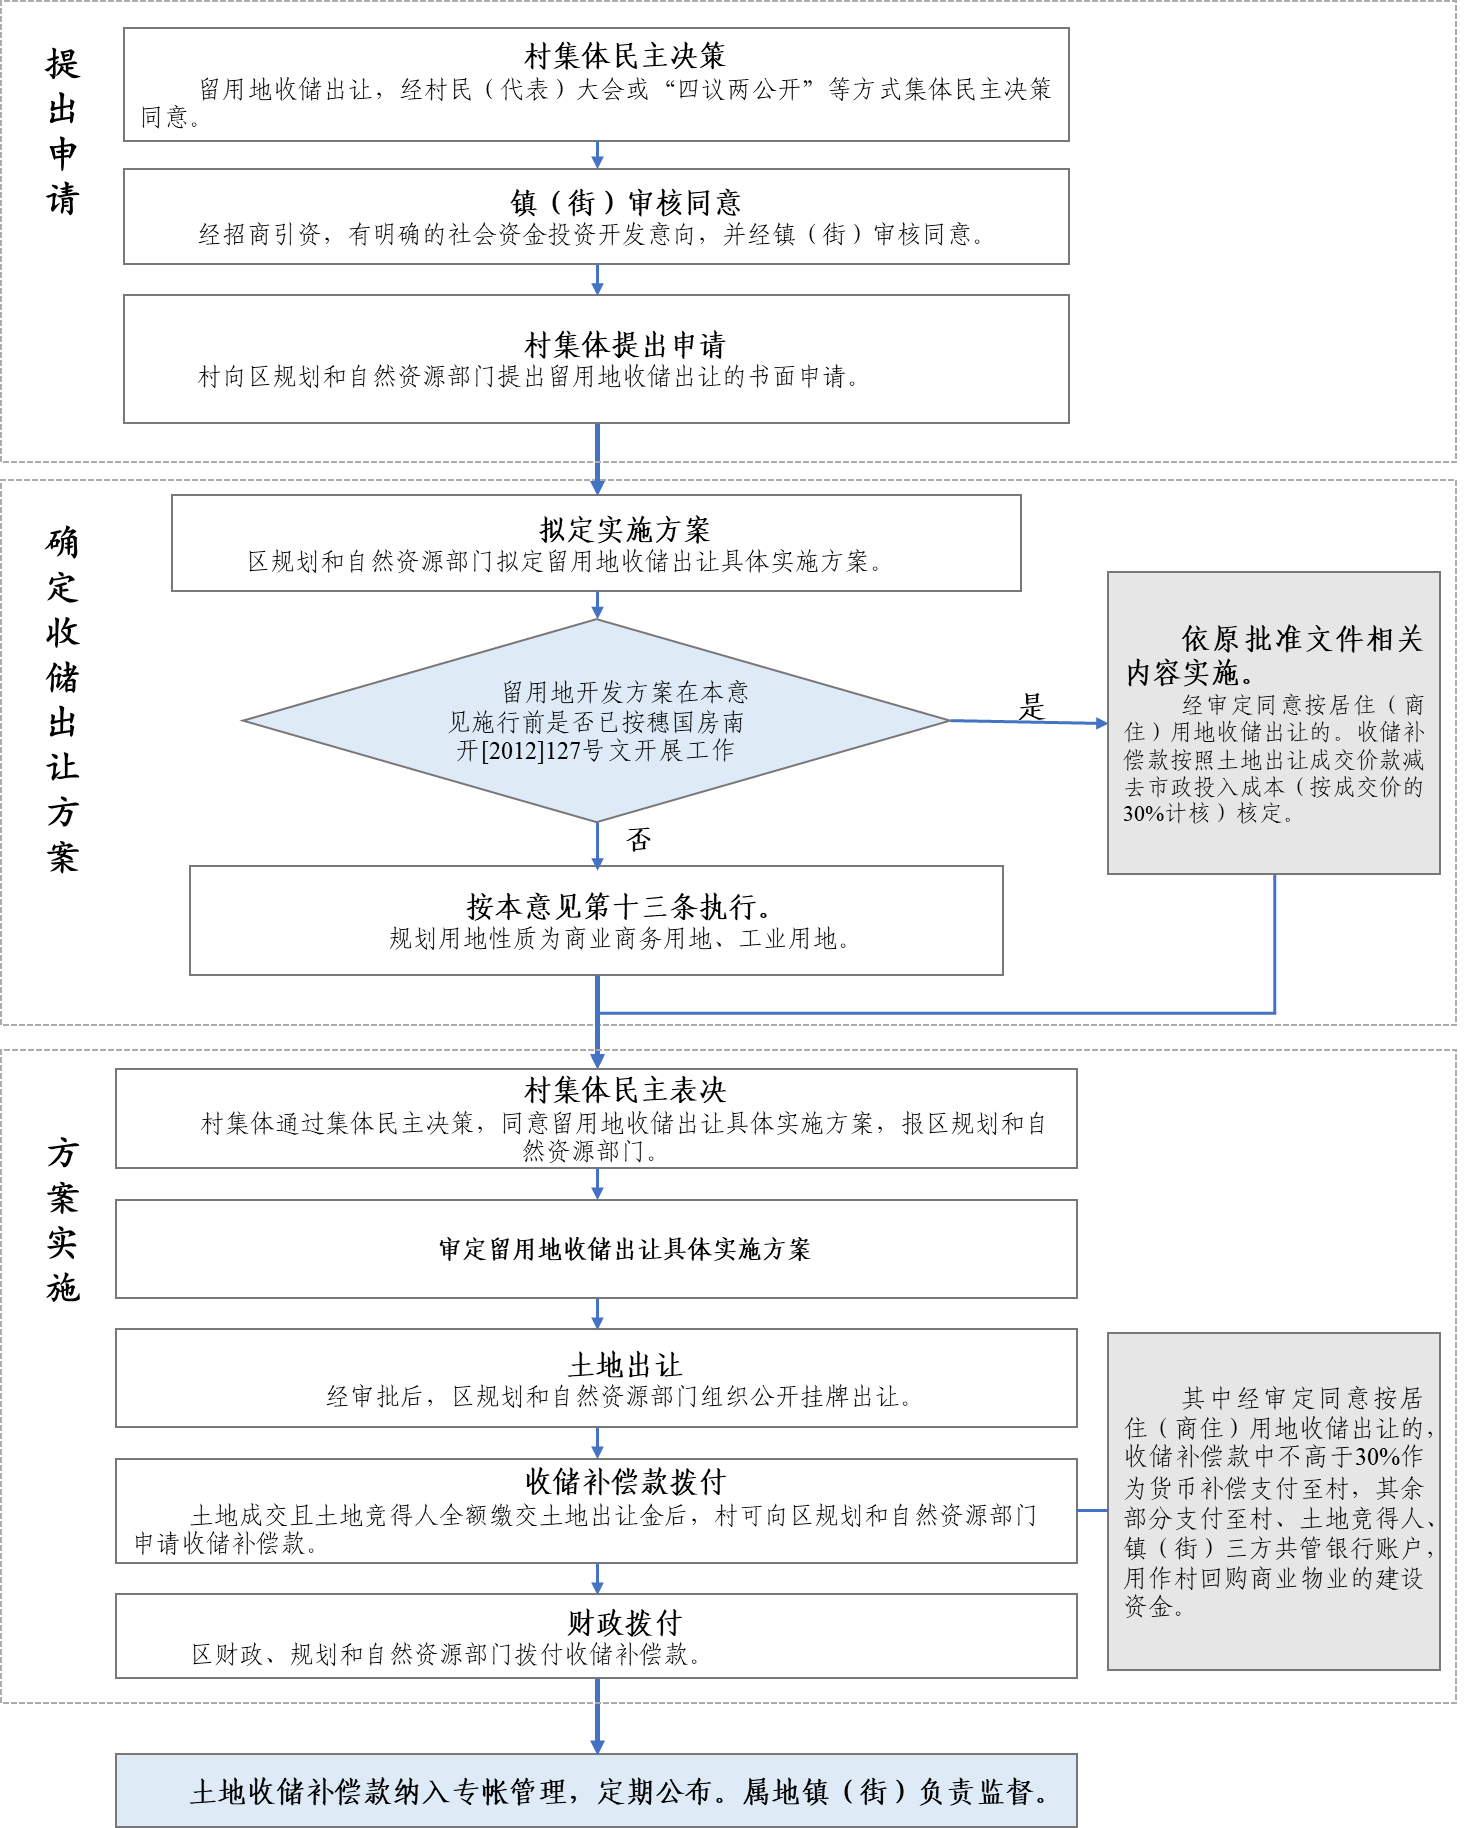 提出申请
村集体民主决策
留用地收储出让，经村民（代表）大会或“四议两公开”等方式集体民主决策
同意。
镇（街）审核同意
经招商引资，有明确的社会资金投资开发意向，并经镇（街）审核同意。
村集体提出申请
村向区规划和自然资源部门提出留用地收储出让的书面申请。
确定收储出让方案
拟定实施方案
区规划和自然资源部门拟定留用地收储出让具体实施方案。
留用地开发方案在本意
见施行前是否已按穗国房南
开[2012]127号文开展工作
是
依原批准文件相关
内容实施。
经审定同意按居住（商
住）用地收储出让的。收储补
偿款按照土地出让成交价款减
去市政投入成本（按成交价的
30%计核）核定。
否
按本意见第十三条执行。
规划用地性质为商业商务用地、工业用地。
方案实施
村集体民主表决
村集体通过集体民主决策，同意留用地收储出让具体实施方案，报区规划和自
然资源部门。
审定留用地收储出让具体实施方案
土地出让
经审批后，区规划和自然资源部门组织公开挂牌出让。
收储补偿款拨付
土地成交且土地竞得人全额缴交土地出让金后，村可向区规划和自然资源部门
申请收储补偿款。
其中经审定同意按居
住（商住）用地收储出让的，
收储补偿款中不高于30%作
为货币补偿支付至村，其余
部分支付至村、土地竞得人、
镇（街）三方共管银行账户，
用作村回购商业物业的建设
资金。
财政拨付
区财政、规划和自然资源部门拨付收储补偿款。
土地收储补偿款纳入专帐管理，定期公布。属地镇（街）负责监督。